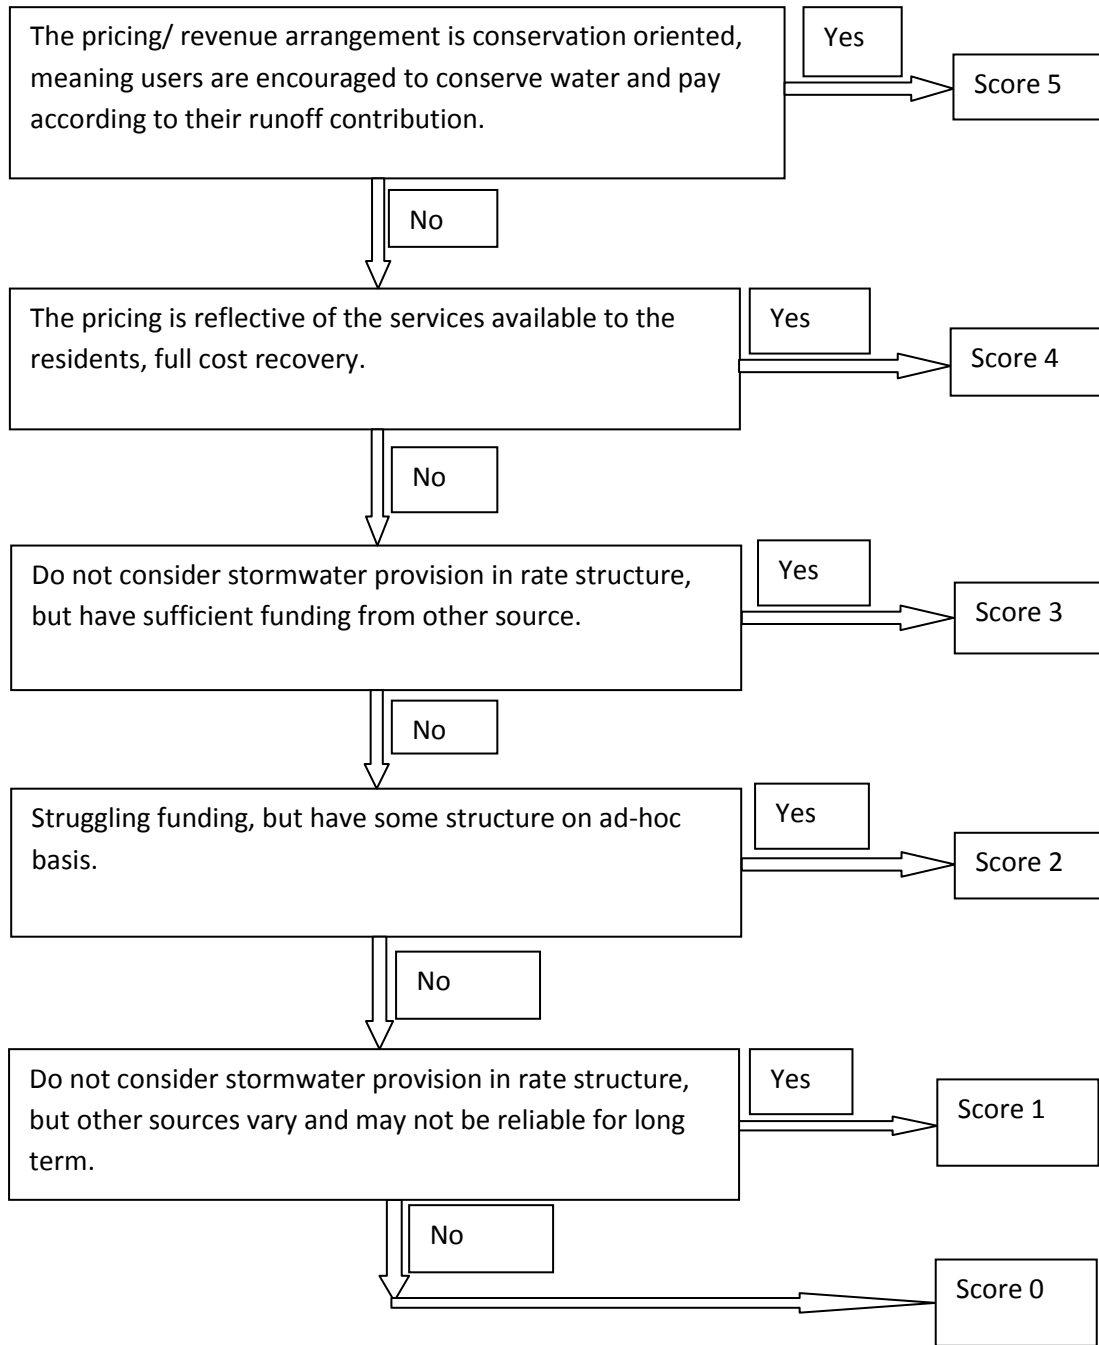 The pricing/ revenue arrangement is conservation oriented,
meaning users are encouraged to conserve water and pay
according to their runoff contribution.
Yes
Score 5
No
The pricing is reflective of the services available to the
residents, full cost recovery.
Yes
Score 4
No
Do not consider stormwater provision in rate structure,
but have sufficient funding from other source.
Yes
Score 3
No
Struggling funding, but have some structure on ad-hoc
basis.
Yes
Score 2
No
Do not consider stormwater provision in rate structure,
but other sources vary and may not be reliable for long
term.
Yes
Score 1
No
Score 0